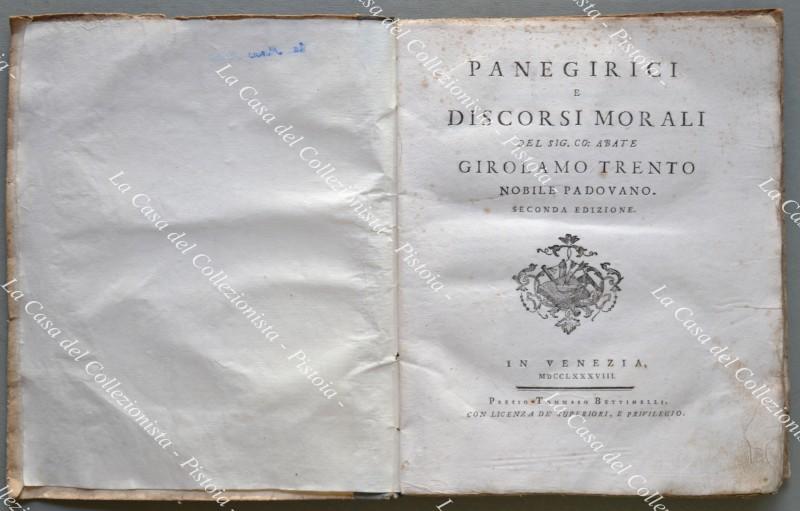 PANEGIRICI
E
DISCORSI MORALI
DEL SIG. CO: ABATE
GIROLAMO TRENTO
NOBILE PADOVANO.
SECONDA EDIZIONE.
IN VENEZIA,
MDCCLXXXVIII.
PRESSO TOMMASO BETTINELLI,
CON LICENZA DE' SUPERIORI, E PRIVILEGIO.
La Casa del Collezionista - Pistoia -